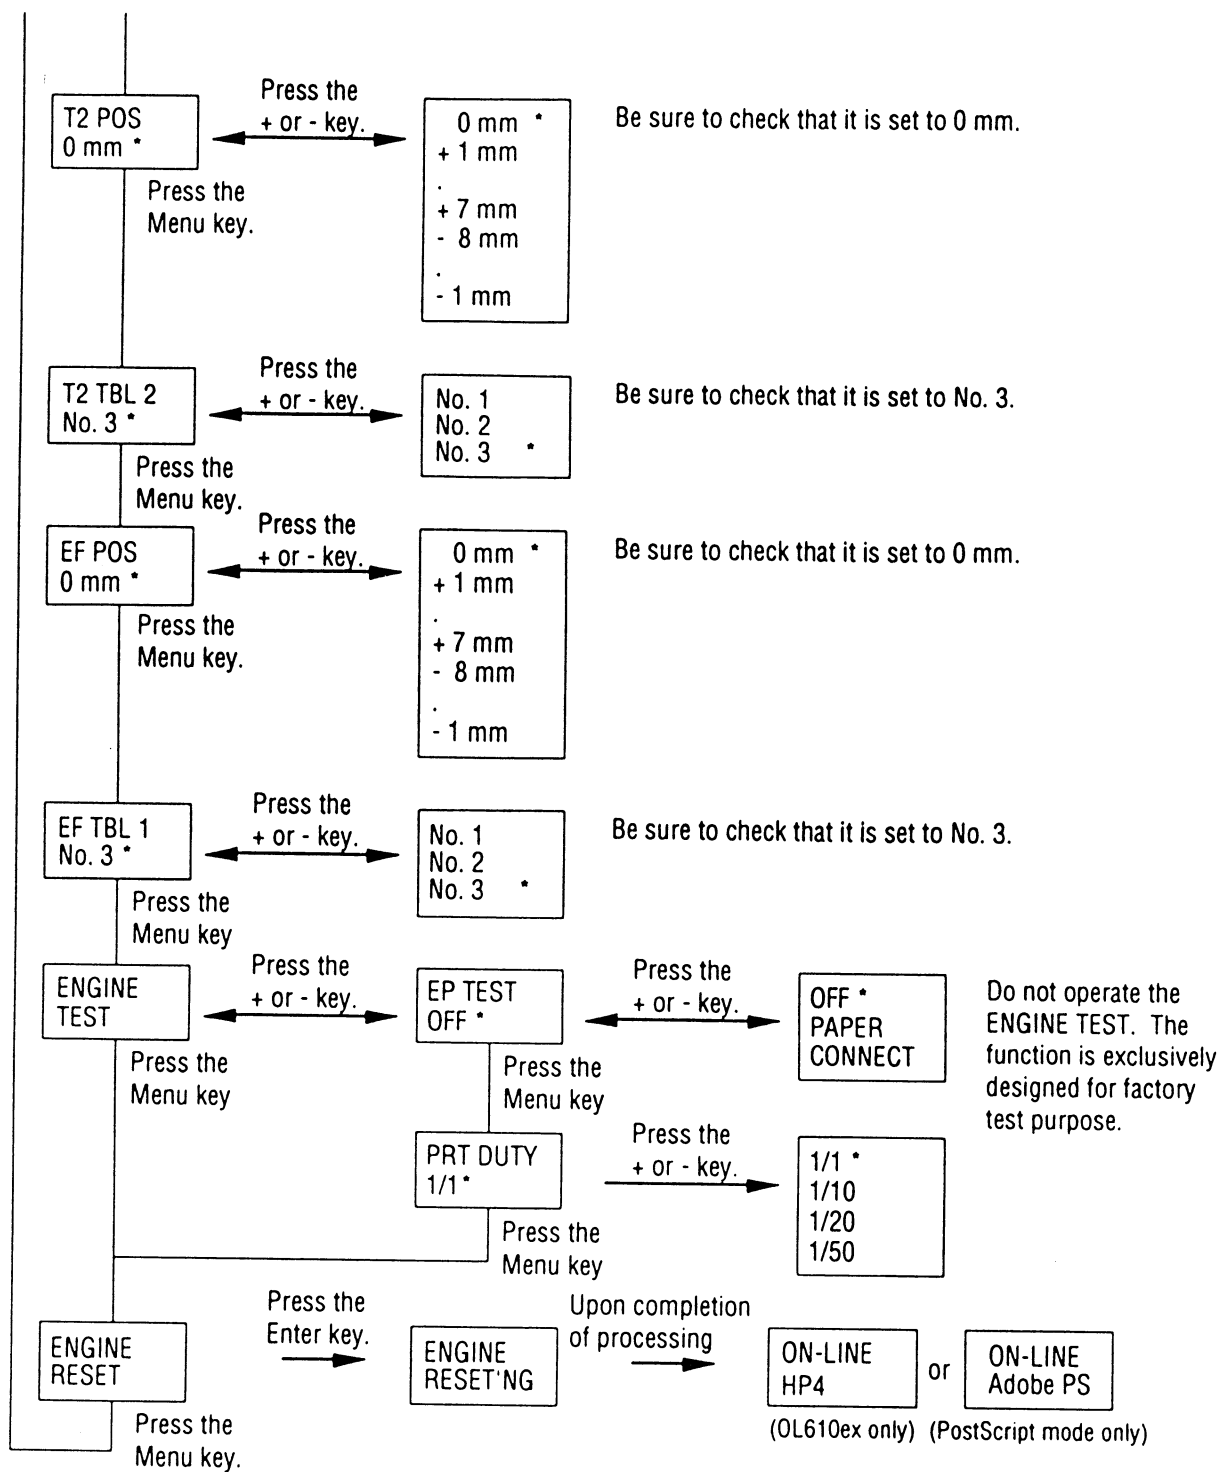 T2 POS
0 mm *
Press the
+ or - key.
0 mm *
+ 1 mm
.
+ 7 mm
- 8 mm
.
- 1 mm
Be sure to check that it is set to 0 mm.
Press the
Menu key.
T2 TBL 2
No. 3 *
Press the
+ or - key.
No. 1
No. 2
No. 3 *
Be sure to check that it is set to No. 3.
Press the
Menu key.
EF POS
0 mm *
Press the
+ or - key.
0 mm *
+ 1 mm
.
+ 7 mm
- 8 mm
.
- 1 mm
Be sure to check that it is set to 0 mm.
Press the
Menu key.
EF TBL 1
No. 3 *
Press the
+ or - key.
No. 1
No. 2
No. 3 *
Be sure to check that it is set to No. 3.
Press the
Menu key
ENGINE
TEST
Press the
+ or - key.
EP TEST
OFF *
Press the
+ or - key.
OFF *
PAPER
CONNECT
Do not operate the
ENGINE TEST. The
function is exclusively
designed for factory
test purpose.
Press the
Menu key
Press the
Menu key
PRT DUTY
1/1 *
Press the
+ or - key.
1/1 *
1/10
1/20
1/50
Press the
Menu key
ENGINE
RESET
Press the
Enter key.
ENGINE
RESET'NG
Upon completion
of processing
ON-LINE
HP4
or
ON-LINE
Adobe PS
(OL610ex only) (PostScript mode only)
Press the
Menu key.